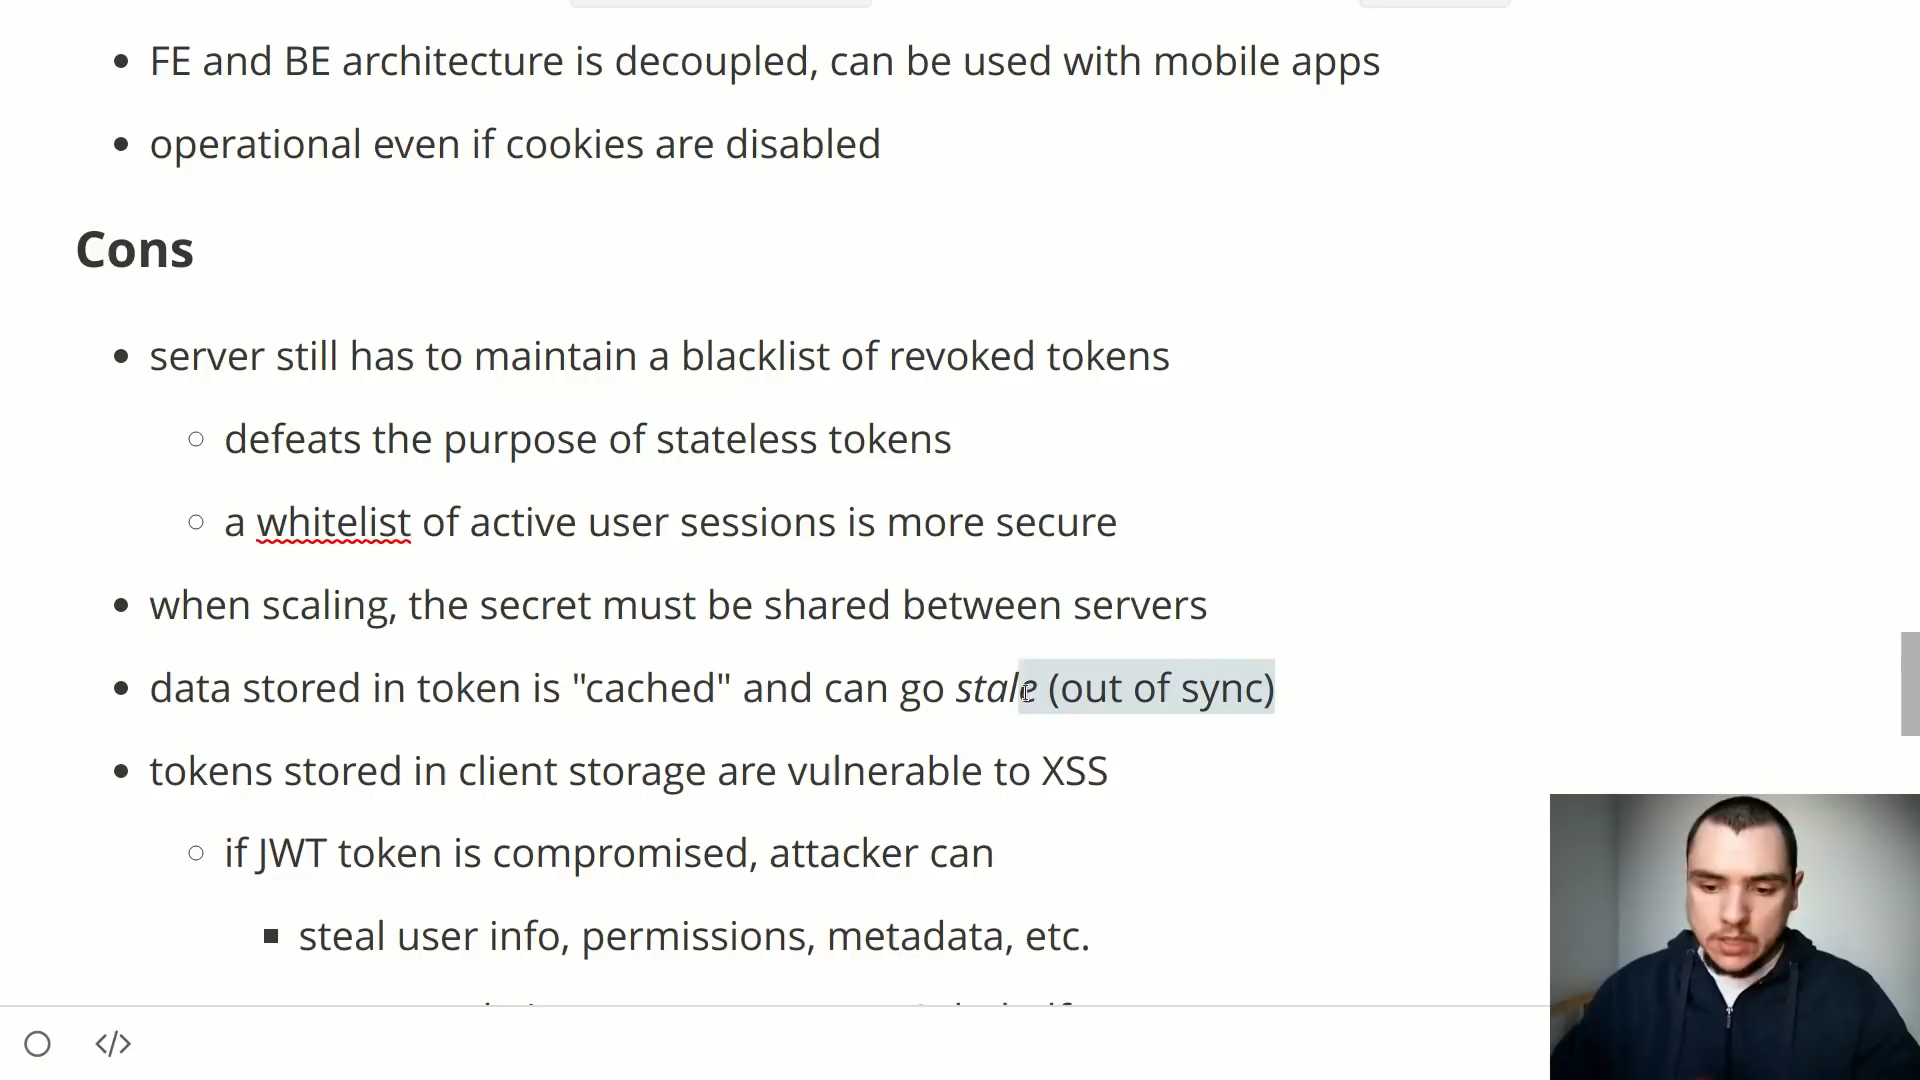 FE and BE architecture is decoupled, can be used with mobile apps
operational even if cookies are disabled
Cons
server still has to maintain a blacklist of revoked tokens
defeats the purpose of stateless tokens
a whitelist of active user sessions is more secure
when scaling, the secret must be shared between servers
data stored in token is "cached" and can go stale (out of sync)
tokens stored in client storage are vulnerable to XSS
if JWT token is compromised, attacker can
steal user info, permissions, metadata, etc.